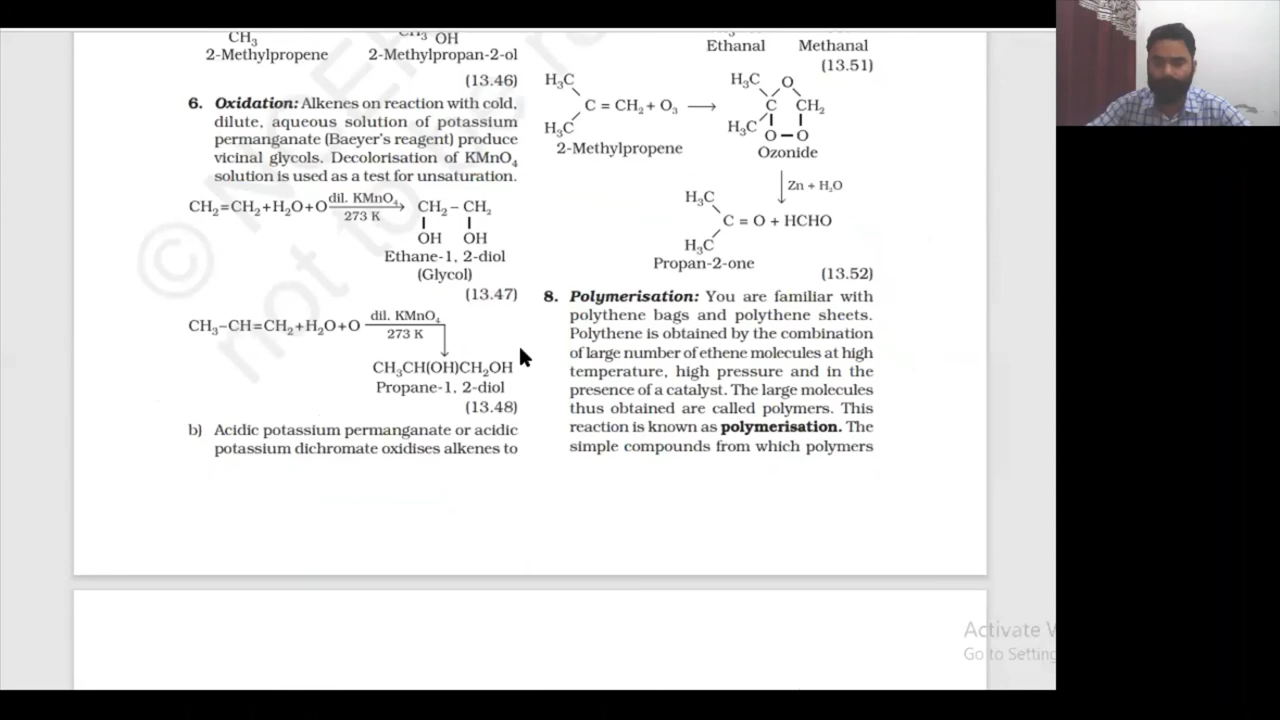 CH₃
2-Methylpropene
CH₃ OH
2-Methylpropan-2-ol
(13.46)
6. Oxidation: Alkenes on reaction with cold,
dilute, aqueous solution of potassium
permanganate (Baeyer's reagent) produce
vicinal glycols. Decolorisation of KMnO₄
solution is used as a test for unsaturation.
CH₂=CH₂+H₂O+O dil. KMnO₄ 273 K → CH₂ – CH₂
OH OH
Ethane-1, 2-diol
(Glycol)
(13.47)
CH₃–CH=CH₂+H₂O+O dil. KMnO₄ 273 K
CH₃CH(OH)CH₂OH
Propane-1, 2-diol
(13.48)
b) Acidic potassium permanganate or acidic
potassium dichromate oxidises alkenes to
Ethanal Methanal
(13.51)
H₃C H₃C O
C = CH₂ + O₃ ⟶ C CH₂
H₃C H₃C O – O
2-Methylpropene Ozonide
Zn + H₂O
H₃C
C = O + HCHO
H₃C
Propan-2-one
(13.52)
8. Polymerisation: You are familiar with
polythene bags and polythene sheets.
Polythene is obtained by the combination
of large number of ethene molecules at high
temperature, high pressure and in the
presence of a catalyst. The large molecules
thus obtained are called polymers. This
reaction is known as polymerisation. The
simple compounds from which polymers
© NCER
not to be r
Activate
Go to Setting